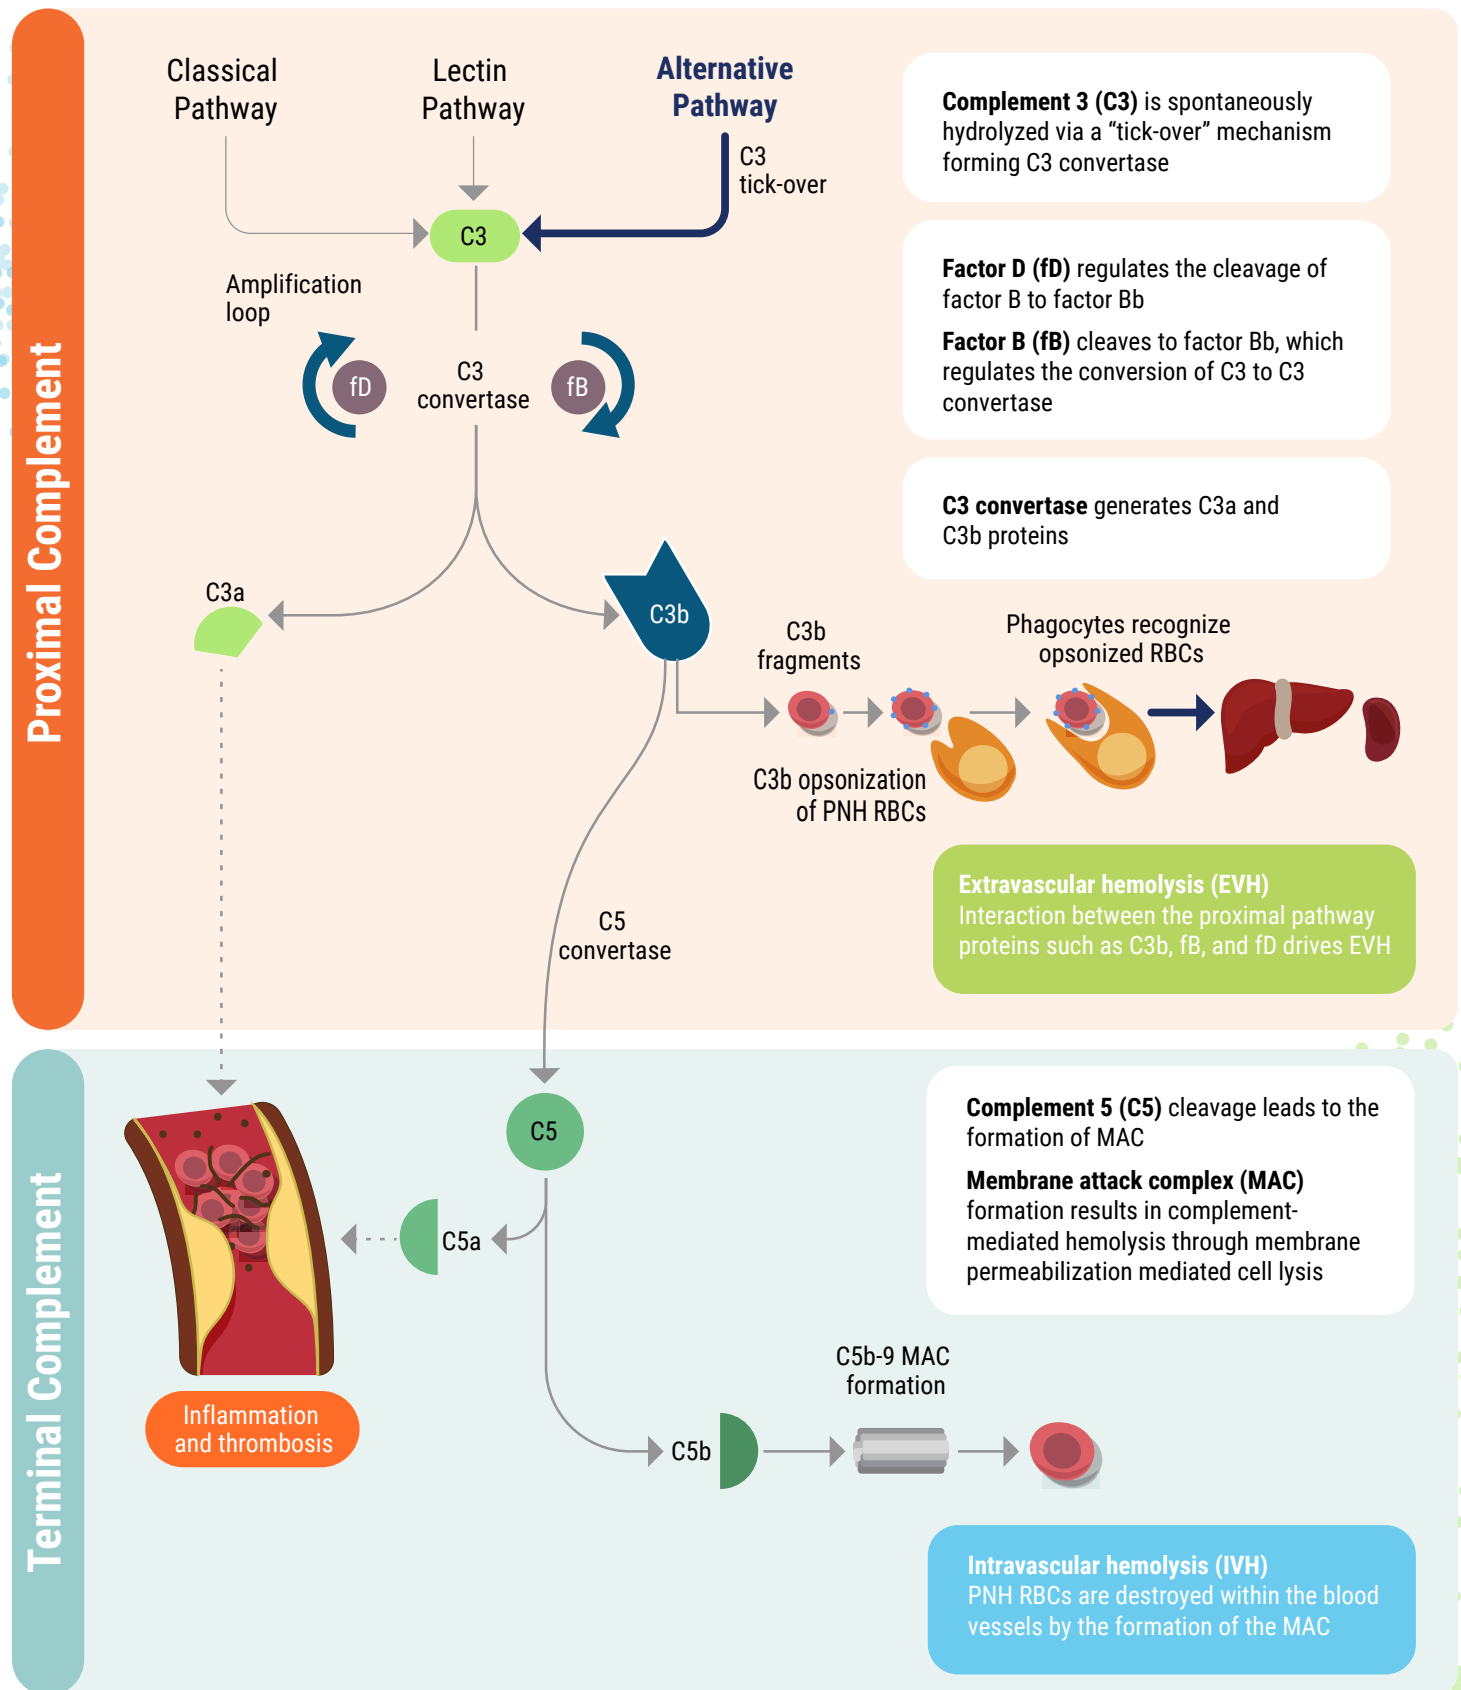 Proximal Complement
Classical
Pathway
Lectin
Pathway
Alternative
Pathway
C3
tick-over
C3
Amplification
loop
fD
C3
convertase
fB
C3a
C3b
C3b
fragments
Phagocytes recognize
opsonized RBCs
C3b opsonization
of PNH RBCs
C5
convertase
Complement 3 (C3) is spontaneously
hydrolyzed via a “tick-over” mechanism
forming C3 convertase
Factor D (fD) regulates the cleavage of
factor B to factor Bb
Factor B (fB) cleaves to factor Bb, which
regulates the conversion of C3 to C3
convertase
C3 convertase generates C3a and
C3b proteins
Extravascular hemolysis (EVH)
Interaction between the proximal pathway
proteins such as C3b, fB, and fD drives EVH
Terminal Complement
C5
C5a
Inflammation
and thrombosis
C5b
C5b-9 MAC
formation
Complement 5 (C5) cleavage leads to the
formation of MAC
Membrane attack complex (MAC)
formation results in complement-
mediated hemolysis through membrane
permeabilization mediated cell lysis
Intravascular hemolysis (IVH)
PNH RBCs are destroyed within the blood
vessels by the formation of the MAC